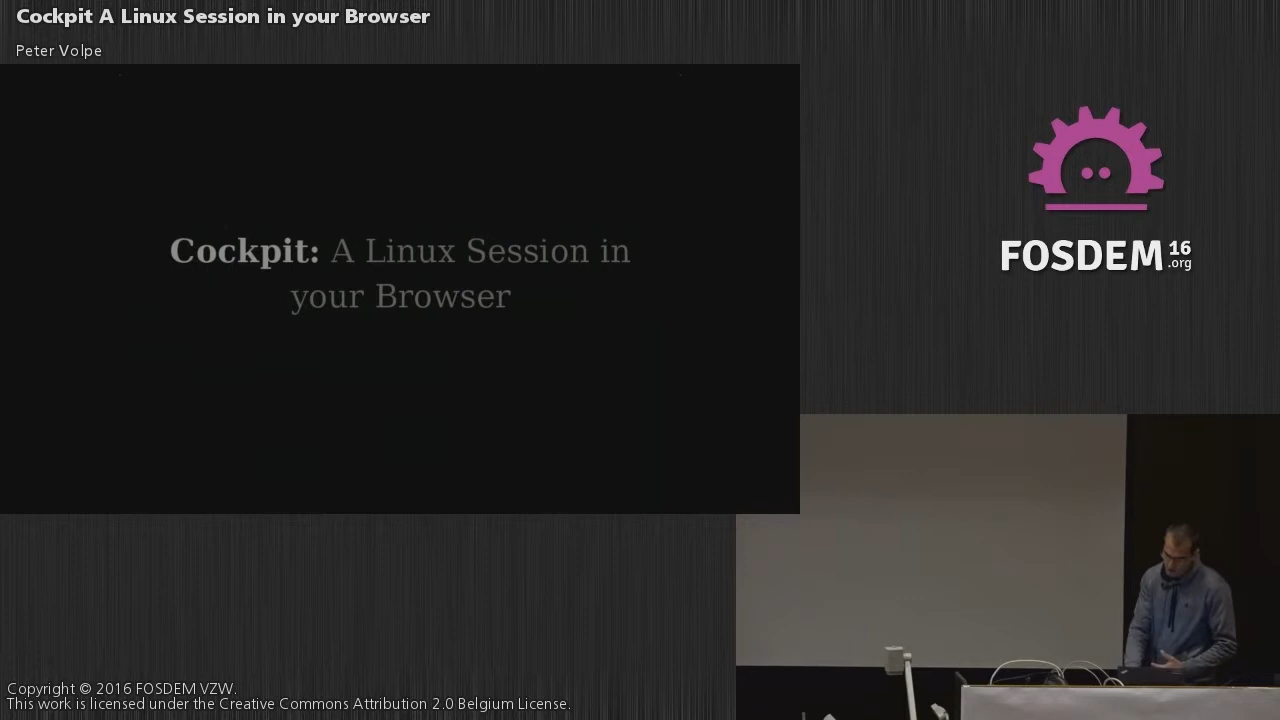 Cockpit A Linux Session in your Browser
Peter Volpe
Cockpit: A Linux Session in
your Browser
FOSDEM 16
.org
Copyright © 2016 FOSDEM VZW.
This work is licensed under the Creative Commons Attribution 2.0 Belgium License.